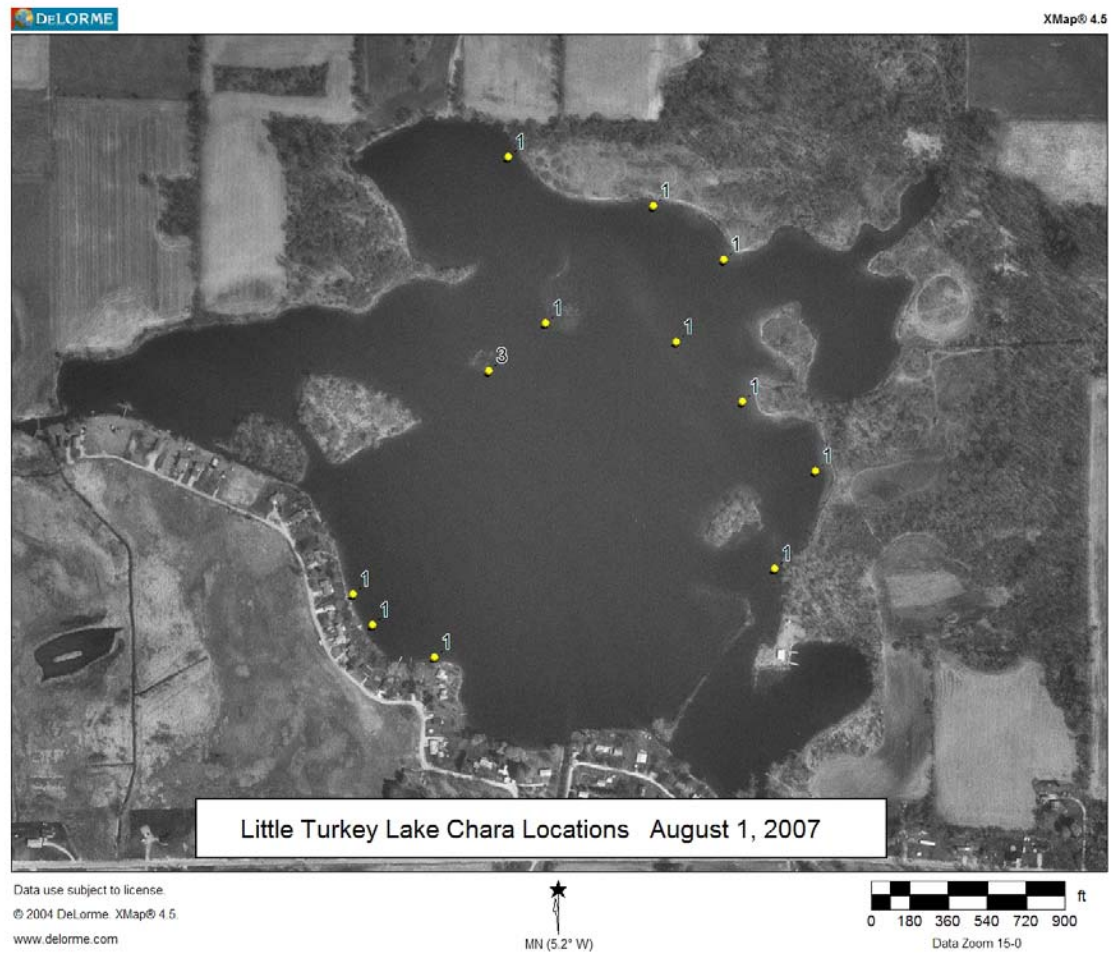 DELORME
XMap® 4.5
1
1
1
1
1
3
1
1
1
1
1
1
Little Turkey Lake Chara Locations August 1, 2007
Data use subject to license.
© 2004 DeLorme. XMap® 4.5.
www.delorme.com
MN (5.2° W)
ft
0 180 360 540 720 900
Data Zoom 15-0